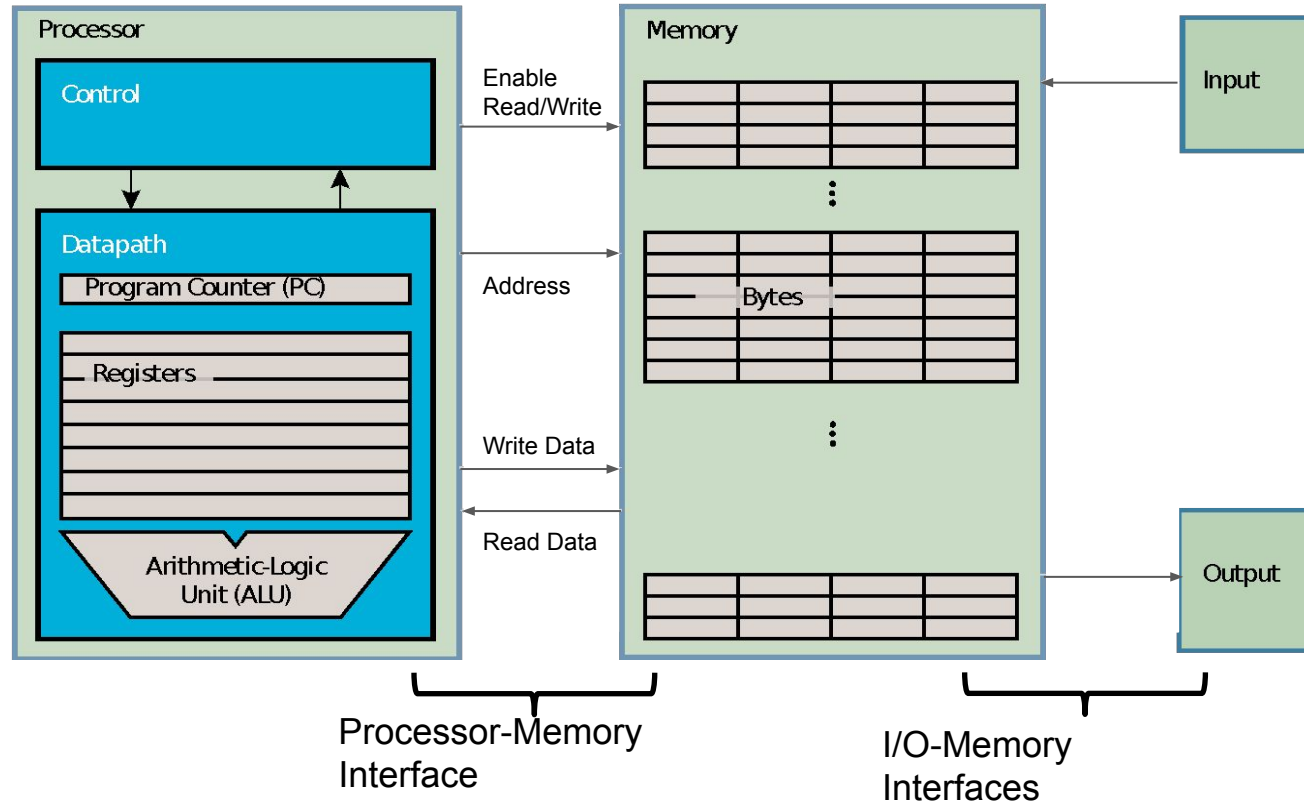 Processor
Control
Datapath
Program Counter (PC)
Registers
Arithmetic-Logic
Unit (ALU)
Enable
Read/Write
Address
Write Data
Read Data
Memory
Bytes
Input
Output
Processor-Memory
Interface
I/O-Memory
Interfaces